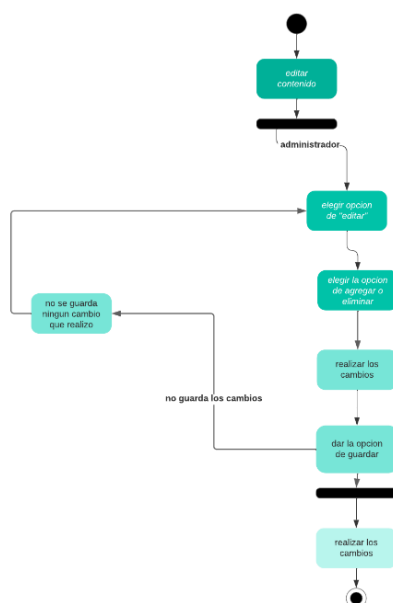 editar
contenido
administrador
elegir opcion
de "editar"
elegir la opcion
de agregar o
eliminar
no se guarda
ningun cambio
que realizo
realizar los
cambios
no guarda los cambios
dar la opcion
de guardar
realizar los
cambios